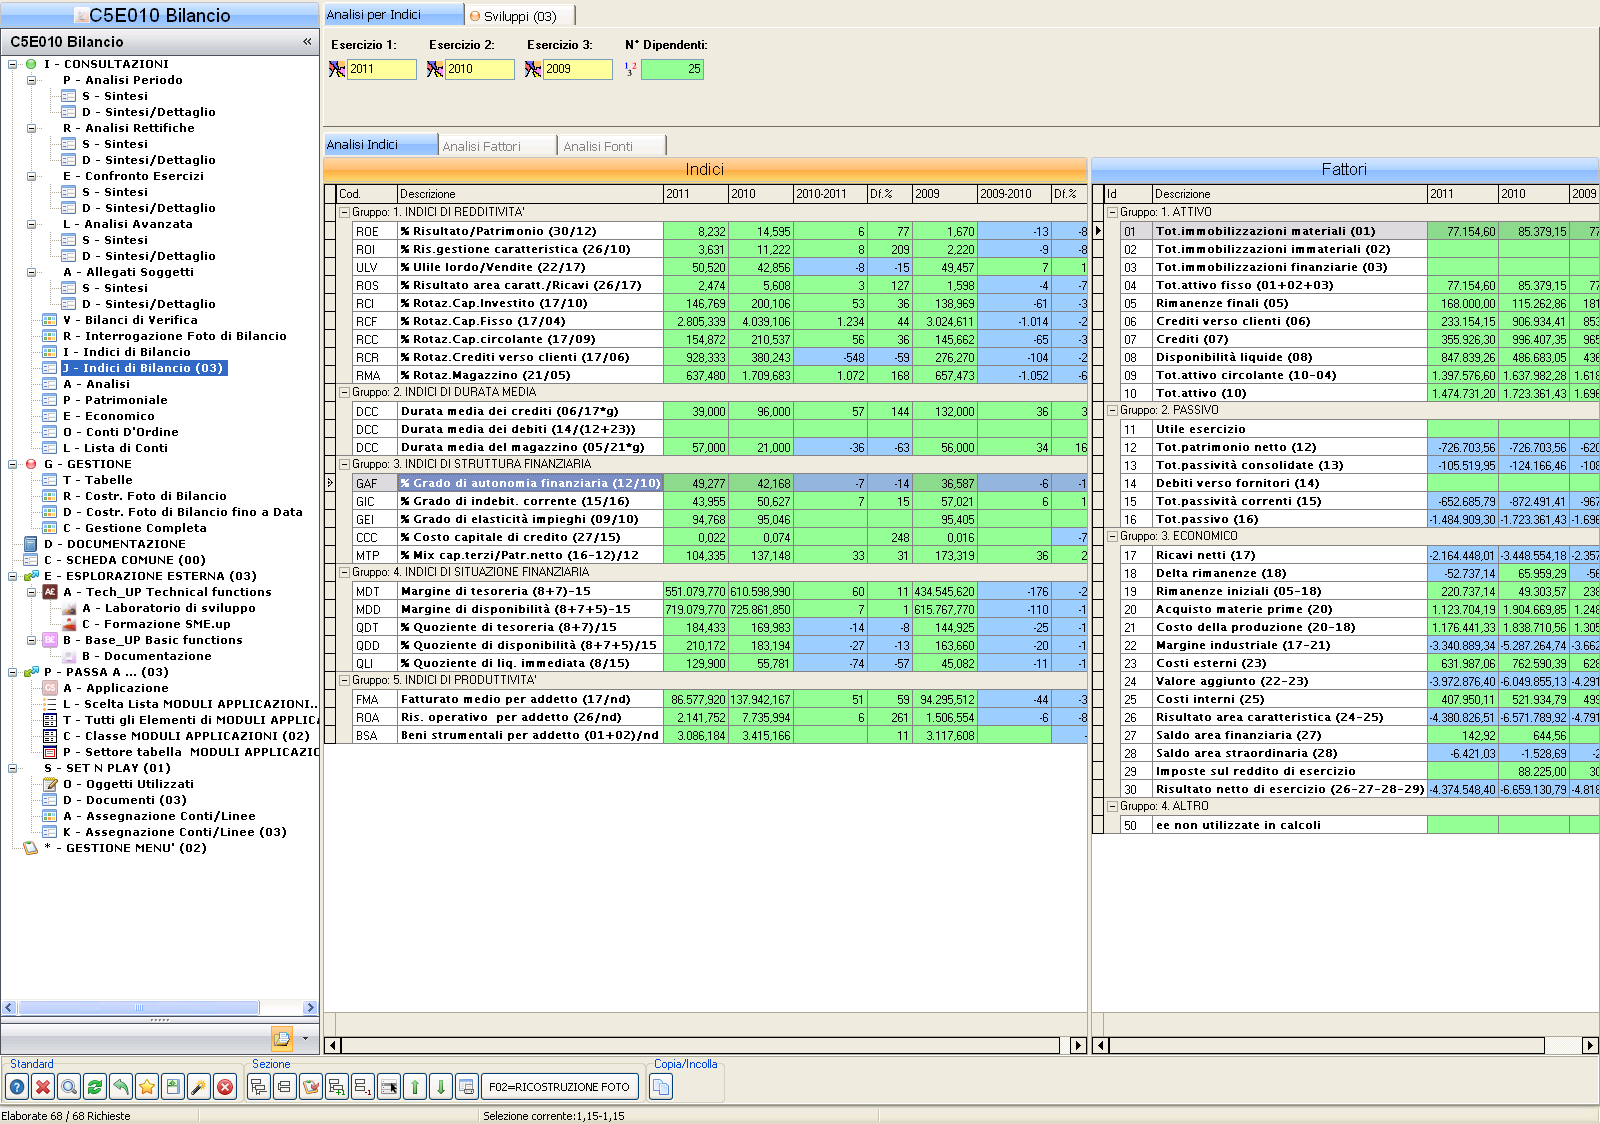 C5E010 Bilancio
C5E010 Bilancio «
I - CONSULTAZIONI
P - Analisi Periodo
S - Sintesi
D - Sintesi/Dettaglio
R - Analisi Rettifiche
S - Sintesi
D - Sintesi/Dettaglio
E - Confronto Esercizi
S - Sintesi
D - Sintesi/Dettaglio
L - Analisi Avanzata
S - Sintesi
D - Sintesi/Dettaglio
A - Allegati Soggetti
S - Sintesi
D - Sintesi/Dettaglio
V - Bilanci di Verifica
R - Interrogazione Foto di Bilancio
I - Indici di Bilancio
J - Indici di Bilancio (03)
A - Analisi
P - Patrimoniale
E - Economico
O - Conti D'Ordine
L - Lista di Conti
G - GESTIONE
T - Tabelle
R - Costr. Foto di Bilancio
D - Costr. Foto di Bilancio fino a Data
C - Gestione Completa
D - DOCUMENTAZIONE
C - SCHEDA COMUNE (00)
E - ESPLORAZIONE ESTERNA (03)
A - Tech_UP Technical functions
A - Laboratorio di sviluppo
C - Formazione SME.up
B - Base_UP Basic functions
B - Documentazione
P - PASSA A ... (03)
A - Applicazione
L - Scelta Lista MODULI APPLICAZIONI...
T - Tutti gli Elementi di MODULI APPLIC
C - Classe MODULI APPLICAZIONI (02)
P - Settore tabella MODULI APPLICAZIO
S - SET N PLAY (01)
O - Oggetti Utilizzati
D - Documenti (03)
A - Assegnazione Conti/Linee
K - Assegnazione Conti/Linee (03)
* - GESTIONE MENU' (02)
Analisi per Indici Sviluppi (03)
Esercizio 1: Esercizio 2: Esercizio 3: N° Dipendenti:
2011 2010 2009 25
Analisi Indici Analisi Fattori Analisi Fonti
Indici
Cod. Descrizione 2011 2010 2010-2011 Df.% 2009 2009-2010 Df.%
Gruppo: 1. INDICI DI REDDITIVITA'
ROE % Risultato/Patrimonio (30/12) 8,232 14,595 6 77 1,670 -13 -8
ROI % Ris.gestione caratteristica (26/10) 3,631 11,222 8 209 2,220 -9 -8
ULV % Ulile lordo/Vendite (22/17) 50,520 42,856 -8 -15 49,457 7 1
ROS % Risultato area caratt./Ricavi (26/17) 2,474 5,608 3 127 1,598 -4 -7
RCI % Rotaz.Cap.Investito (17/10) 146,769 200,106 53 36 138,969 -61 -3
RCF % Rotaz.Cap.Fisso (17/04) 2.805,339 4.039,106 1.234 44 3.024,611 -1.014 -2
RCC % Rotaz.Cap.circolante (17/09) 154,872 210,537 56 36 145,662 -65 -3
RCR % Rotaz.Crediti verso clienti (17/06) 928,333 380,243 -548 -59 276,270 -104 -2
RMA % Rotaz.Magazzino (21/05) 637,480 1.709,683 1.072 168 657,473 -1.052 -6
Gruppo: 2. INDICI DI DURATA MEDIA
DCC Durata media dei crediti (06/17*g) 39,000 96,000 57 144 132,000 36 3
DCC Durata media dei debiti (14/(12+23))
DCC Durata media del magazzino (05/21*g) 57,000 21,000 -36 -63 56,000 34 16
Gruppo: 3. INDICI DI STRUTTURA FINANZIARIA
GAF % Grado di autonomia finanziaria (12/10) 49,277 42,168 -7 -14 36,587 -6 -1
GIC % Grado di indebit. corrente (15/16) 43,955 50,627 7 15 57,021 6 1
GEI % Grado di elasticità impieghi (09/10) 94,768 95,046 95,405
CCC % Costo capitale di credito (27/15) 0,022 0,074 248 0,016 -7
MTP % Mix cap.terzi/Patr.netto (16-12)/12 104,335 137,148 33 31 173,319 36 2
Gruppo: 4. INDICI DI SITUAZIONE FINANZIARIA
MDT Margine di tesoreria (8+7)-15 551.079,770 610.598,990 60 11 434.545,620 -176 -2
MDD Margine di disponibilità (8+7+5)-15 719.079,770 725.861,850 7 1 615.767,770 -110 -1
QDT % Quoziente di tesoreria (8+7)/15 184,433 169,983 -14 -8 144,925 -25 -1
QDD % Quoziente di disponibilità (8+7+5)/15 210,172 183,194 -27 -13 163,660 -20 -1
QLI % Quoziente di liq. immediata (8/15) 129,900 55,781 -74 -57 45,082 -11 -1
Gruppo: 5. INDICI DI PRODUTTIVITA'
FMA Fatturato medio per addetto (17/nd) 86.577,920 137.942,167 51 59 94.295,512 -44 -3
ROA Ris. operativo per addetto (26/nd) 2.141,752 7.735,994 6 261 1.506,554 -6 -8
BSA Beni strumentali per addetto (01+02)/nd 3.086,184 3.415,166 11 3.117,608 -
Fattori
Id Descrizione 2011 2010 2009
Gruppo: 1. ATTIVO
01 Tot.immobilizzazioni materiali (01) 77.154,60 85.379,15 77
02 Tot.immobilizzazioni immateriali (02)
03 Tot.immobilizzazioni finanziarie (03)
04 Tot.attivo fisso (01+02+03) 77.154,60 85.379,15 77
05 Rimanenze finali (05) 168.000,00 115.262,86 181
06 Crediti verso clienti (06) 233.154,15 906.934,41 853
07 Crediti (07) 355.926,30 996.407,35 965
08 Disponibilità liquide (08) 847.839,26 486.683,05 436
09 Tot.attivo circolante (10-04) 1.397.576,60 1.637.982,28 1.618
10 Tot.attivo (10) 1.474.731,20 1.723.361,43 1.696
Gruppo: 2. PASSIVO
11 Utile esercizio
12 Tot.patrimonio netto (12) -726.703,56 -726.703,56 -620
13 Tot.passività consolidate (13) -105.519,95 -124.166,46 -108
14 Debiti verso fornitori (14)
15 Tot.passività correnti (15) -652.685,79 -872.491,41 -967
16 Tot.passivo (16) -1.484.909,30 -1.723.361,43 -1.696
Gruppo: 3. ECONOMICO
17 Ricavi netti (17) -2.164.448,01 -3.448.554,18 -2.357
18 Delta rimanenze (18) -52.737,14 65.959,29 -56
19 Rimanenze iniziali (05-18) 220.737,14 49.303,57 238
20 Acquisto materie prime (20) 1.123.704,19 1.904.669,85 1.248
21 Costo della produzione (20-18) 1.176.441,33 1.838.710,56 1.305
22 Margine industriale (17-21) -3.340.889,34 -5.287.264,74 -3.662
23 Costi esterni (23) 631.987,06 762.590,39 628
24 Valore aggiunto (22-23) -3.972.876,40 -6.049.855,13 -4.291
25 Costi interni (25) 407.950,11 521.934,79 499
26 Risultato area caratteristica (24-25) -4.380.826,51 -6.571.789,92 -4.791
27 Saldo area finanziaria (27) 142,92 644,56
28 Saldo area straordinaria (28) -6.421,03 -1.528,69 -2
29 Imposte sul reddito di esercizio 88.225,00 30
30 Risultato netto di esercizio (26-27-28-29) -4.374.548,40 -6.659.130,79 -4.818
Gruppo: 4. ALTRO
50 ee non utilizzate in calcoli
Standard Sezione Copia/Incolla
F02=RICOSTRUZIONE FOTO
Elaborate 68 / 68 Richieste Selezione corrente:1,15-1,15